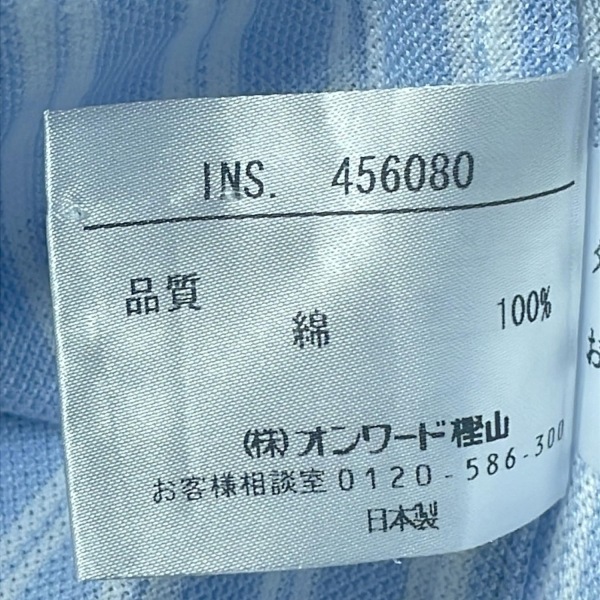 INS. 456080
品質
綿 100%
(株)オンワード樫山
お客様相談室 0120-586-300
日本製
お